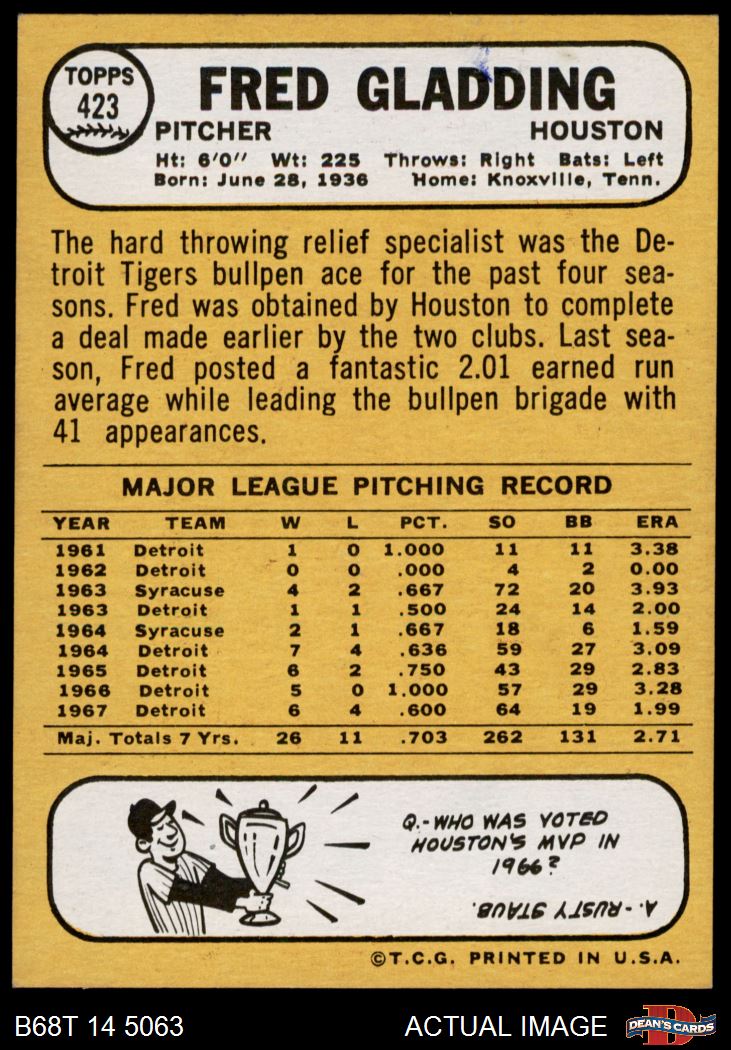 TOPPS
423
FRED GLADDING
PITCHER HOUSTON
Ht: 6'0" Wt: 225 Throws: Right Bats: Left
Born: June 28, 1936 Home: Knoxville, Tenn.
The hard throwing relief specialist was the De-
troit Tigers bullpen ace for the past four sea-
sons. Fred was obtained by Houston to complete
a deal made earlier by the two clubs. Last sea-
son, Fred posted a fantastic 2.01 earned run
average while leading the bullpen brigade with
41 appearances.
MAJOR LEAGUE PITCHING RECORD
YEAR TEAM W L PCT. SO BB ERA
1961 Detroit 1 0 1.000 11 11 3.38
1962 Detroit 0 0 .000 4 2 0.00
1963 Syracuse 4 2 .667 72 20 3.93
1963 Detroit 1 1 .500 24 14 2.00
1964 Syracuse 2 1 .667 18 6 1.59
1964 Detroit 7 4 .636 59 27 3.09
1965 Detroit 6 2 .750 43 29 2.83
1966 Detroit 5 0 1.000 57 29 3.28
1967 Detroit 6 4 .600 64 19 1.99
Maj. Totals 7 Yrs. 26 11 .703 262 131 2.71
Q.-WHO WAS VOTED
HOUSTON'S MVP IN
1966?
A.-RUSTY STAUB.
©T.C.G. PRINTED IN U.S.A.
B68T 14 5063 ACTUAL IMAGE DEAN'S CARDS